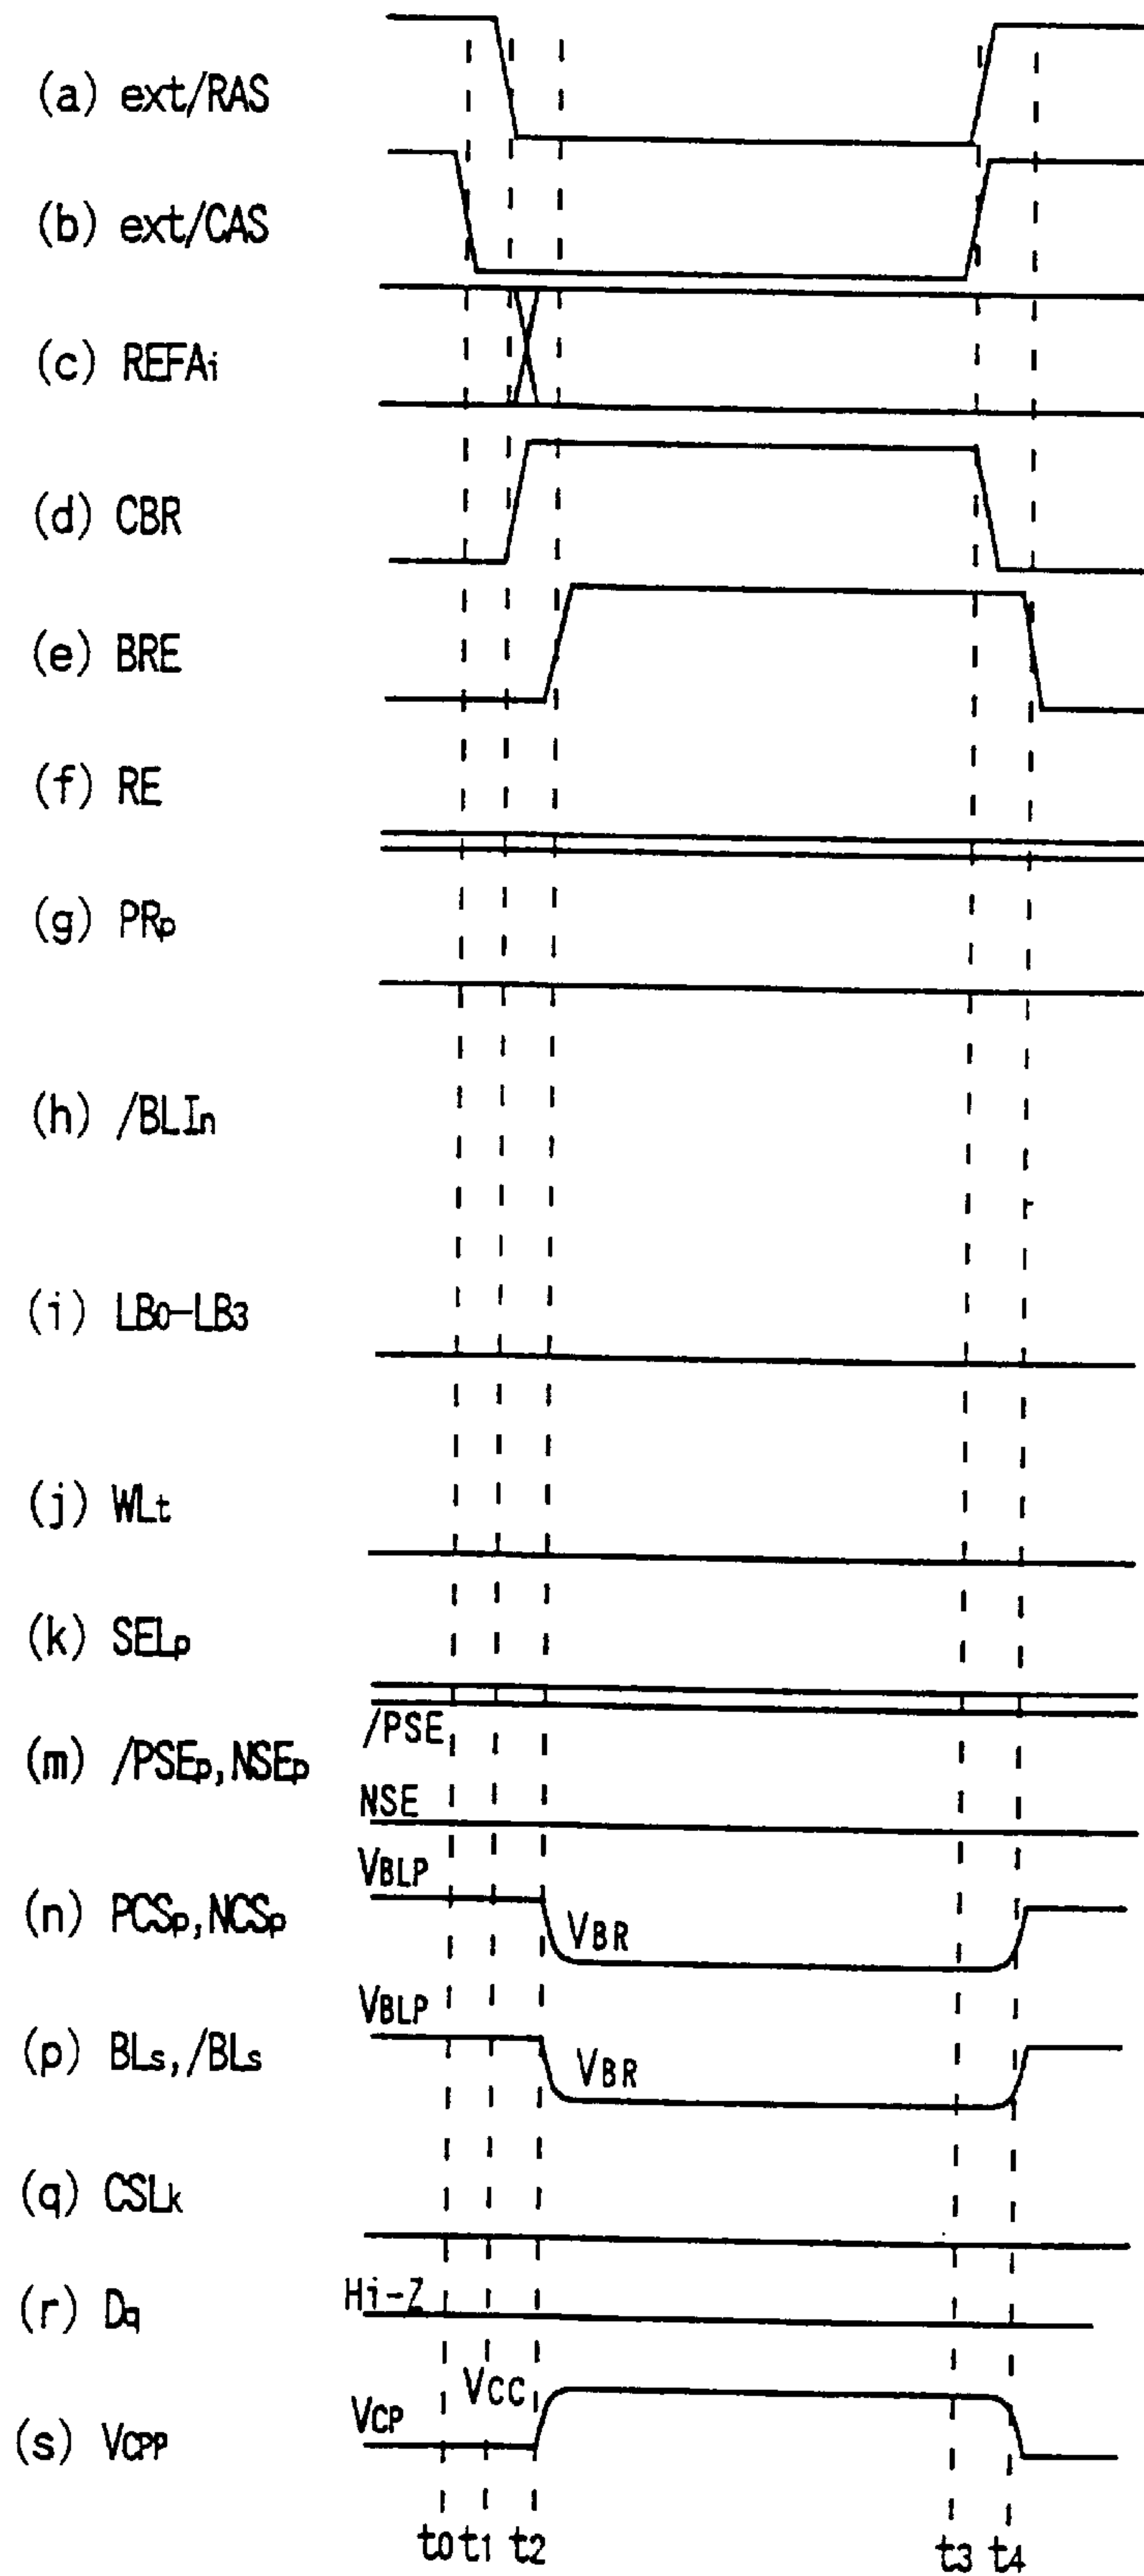 (a) ext/RAS
(b) ext/CAS
(c) REFAi
(d) CBR
(e) BRE
(f) RE
(g) PRp
(h) /BLIn
(i) LB0-LB3
(j) WLt
(k) SELp
/PSE
(m) /PSEp,NSEp
NSE
VBLP
(n) PCSp,NCSp
VBR
VBLP
(p) BLs,/BLs
VBR
(q) CSLk
Hi-Z
(r) Dq
VCC
VCP
(s) VCPP
t0 t1 t2 t3 t4